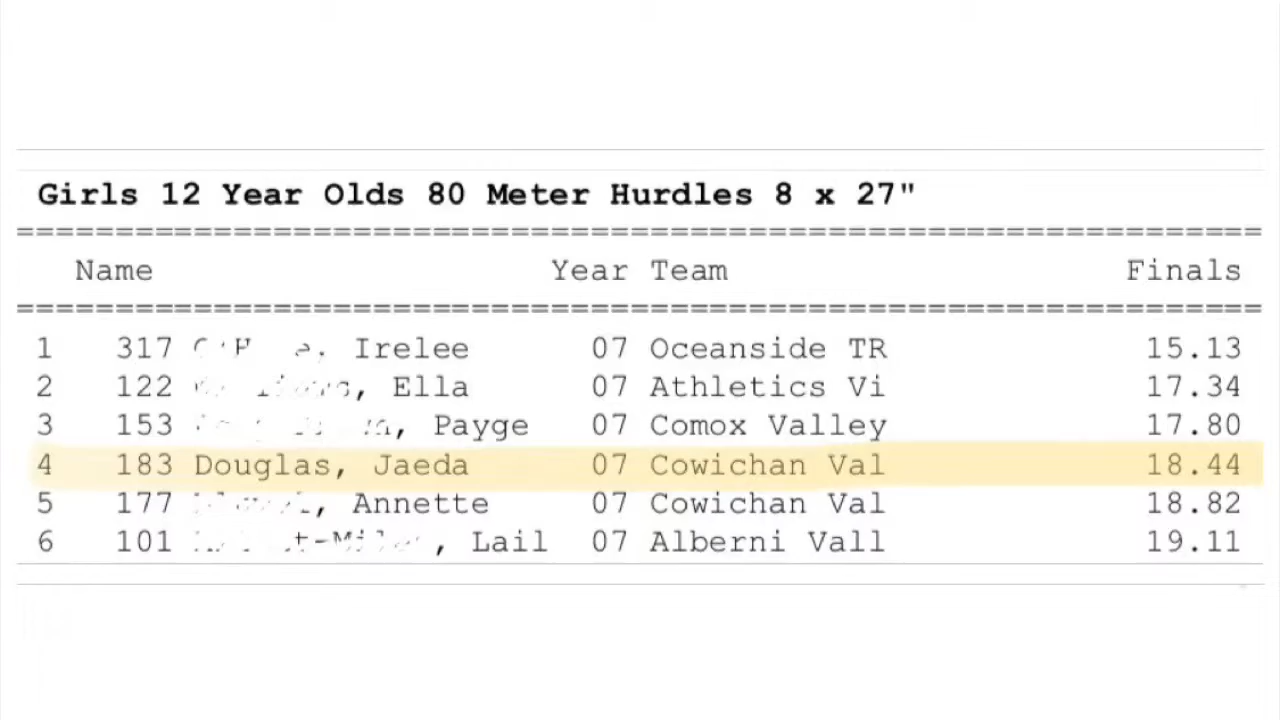 Girls 12 Year Olds 80 Meter Hurdles 8 x 27"
================================================================
Name Year Team Finals
================================================================
1 317 Irelee 07 Oceanside TR 15.13
2 122 Ella 07 Athletics Vi 17.34
3 153 Payge 07 Comox Valley 17.80
4 183 Douglas, Jaeda 07 Cowichan Val 18.44
5 177 Annette 07 Cowichan Val 18.82
6 101 Lail 07 Alberni Vall 19.11